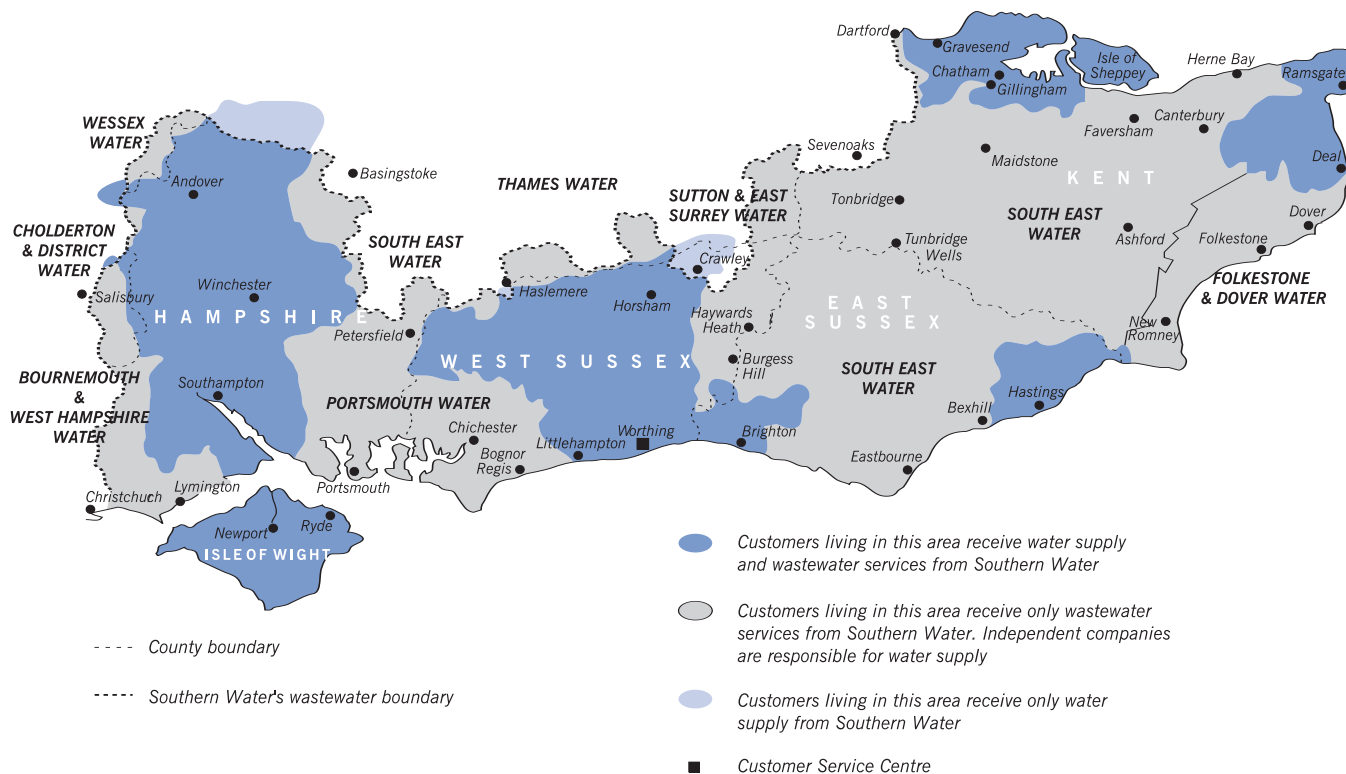 Dartford
Gravesend
Chatham
Gillingham
Isle of
Sheppey
Herne Bay
Ramsgate
WESSEX
WATER
Canterbury
Faversham
Sevenoaks
Maidstone
Deal
Basingstoke
Andover
THAMES WATER
SUTTON & EAST
SURREY WATER
KENT
Tonbridge
SOUTH EAST
WATER
Dover
CHOLDERTON
& DISTRICT
WATER
SOUTH EAST
WATER
Tunbridge
Wells
Ashford
Folkestone
Crawley
FOLKESTONE
& DOVER WATER
Salisbury
Winchester
Haslemere
Horsham
HAMPSHIRE
EAST
SUSSEX
Haywards
Heath
New
Romney
Petersfield
WEST SUSSEX
Burgess
Hill
SOUTH EAST
WATER
BOURNEMOUTH
&
WEST HAMPSHIRE
WATER
Southampton
PORTSMOUTH WATER
Hastings
Bexhill
Chichester
Worthing
Littlehampton
Brighton
Bognor
Regis
Eastbourne
Portsmouth
Christchurch
Lymington
Newport
Ryde
ISLE OF WIGHT
Customers living in this area receive water supply
and wastewater services from Southern Water
Customers living in this area receive only wastewater
services from Southern Water. Independent companies
are responsible for water supply
County boundary
Southern Water's wastewater boundary
Customers living in this area receive only water
supply from Southern Water
Customer Service Centre